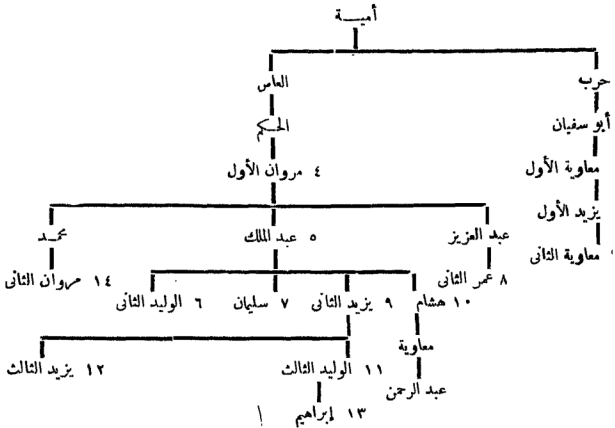 أمية
حرب
العاص
أبو سفيان
الحكم
معاوية الأول
٤ مروان الأول
يزيد الأول
عبد العزيز
٥ عبد الملك
محمد
معاوية الثانى
٨ عمر الثانى
١٤ مروان الثانى
١٠ هشام
٩ يزيد الثانى
٧ سليمان
٦ الوليد الثانى
معاوية
١١ الوليد الثالث
١٢ يزيد الثالث
عبد الرحمن
١٣ إبراهيم